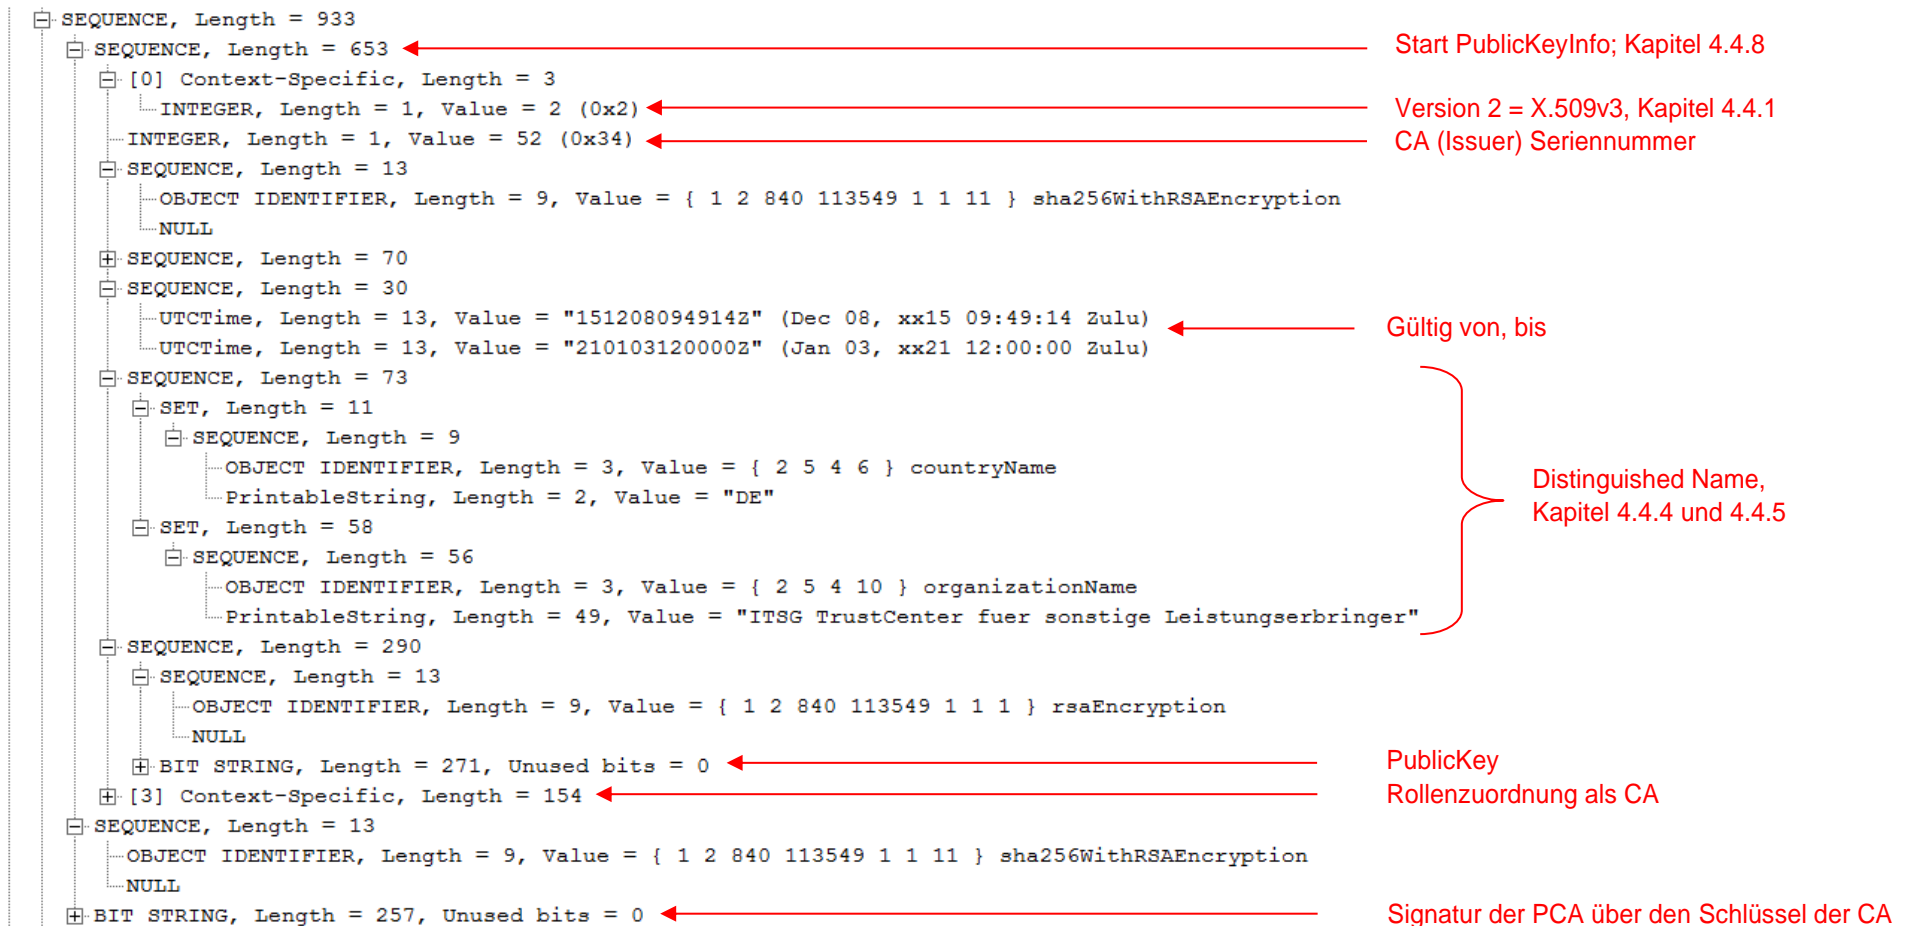 SEQUENCE, Length = 933
SEQUENCE, Length = 653 Start PublicKeyInfo; Kapitel 4.4.8
[0] Context-Specific, Length = 3
INTEGER, Length = 1, Value = 2 (0x2) Version 2 = X.509v3, Kapitel 4.4.1
INTEGER, Length = 1, Value = 52 (0x34) CA (Issuer) Seriennummer
SEQUENCE, Length = 13
OBJECT IDENTIFIER, Length = 9, Value = { 1 2 840 113549 1 1 11 } sha256WithRSAEncryption
NULL
SEQUENCE, Length = 70
SEQUENCE, Length = 30
UTCTime, Length = 13, Value = "151208094914Z" (Dec 08, xx15 09:49:14 Zulu)
Gültig von, bis
UTCTime, Length = 13, Value = "210103120000Z" (Jan 03, xx21 12:00:00 Zulu)
SEQUENCE, Length = 73
SET, Length = 11
SEQUENCE, Length = 9
OBJECT IDENTIFIER, Length = 3, Value = { 2 5 4 6 } countryName
PrintableString, Length = 2, Value = "DE"
SET, Length = 58
SEQUENCE, Length = 56
OBJECT IDENTIFIER, Length = 3, Value = { 2 5 4 10 } organizationName
PrintableString, Length = 49, Value = "ITSG TrustCenter fuer sonstige Leistungserbringer"
Distinguished Name,
Kapitel 4.4.4 und 4.4.5
SEQUENCE, Length = 290
SEQUENCE, Length = 13
OBJECT IDENTIFIER, Length = 9, Value = { 1 2 840 113549 1 1 1 } rsaEncryption
NULL
BIT STRING, Length = 271, Unused bits = 0 PublicKey
[3] Context-Specific, Length = 154 Rollenzuordnung als CA
SEQUENCE, Length = 13
OBJECT IDENTIFIER, Length = 9, Value = { 1 2 840 113549 1 1 11 } sha256WithRSAEncryption
NULL
BIT STRING, Length = 257, Unused bits = 0 Signatur der PCA über den Schlüssel der CA